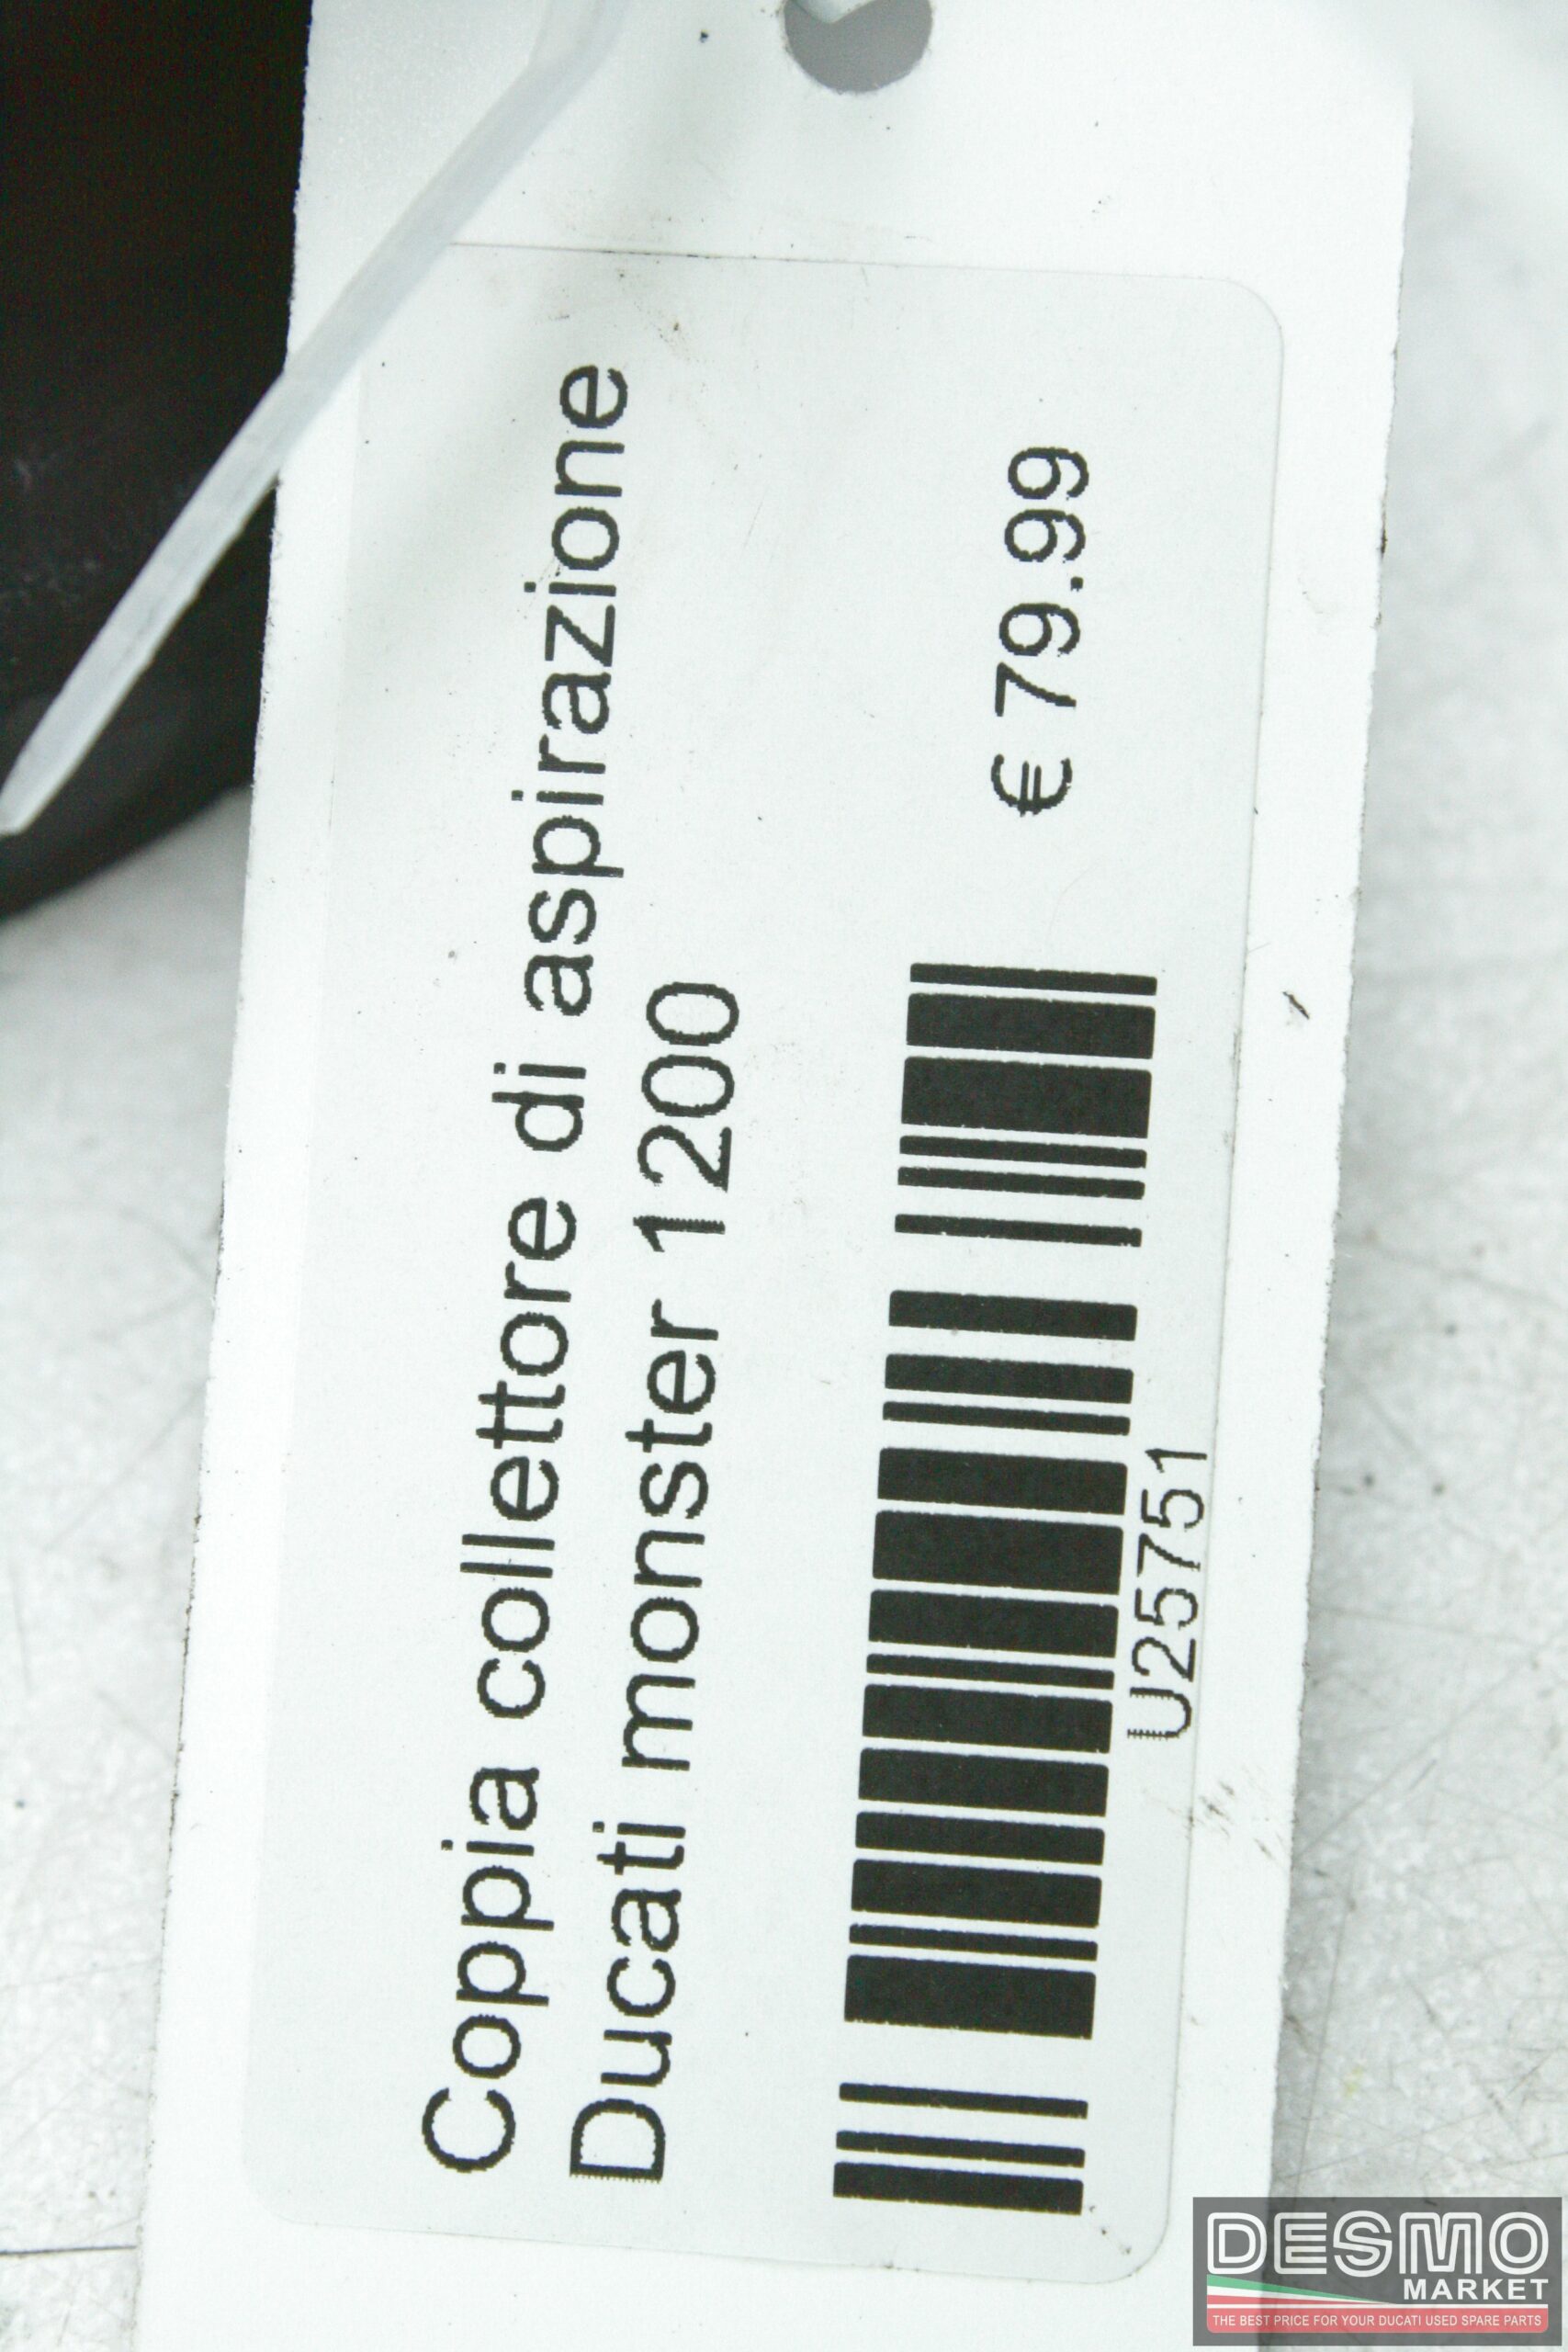 Coppia collettore di aspirazione
Ducati monster 1200
€ 79.99
U25751
DESMO
MARKET
THE BEST PRICE FOR YOUR DUCATI USED SPARE PARTS